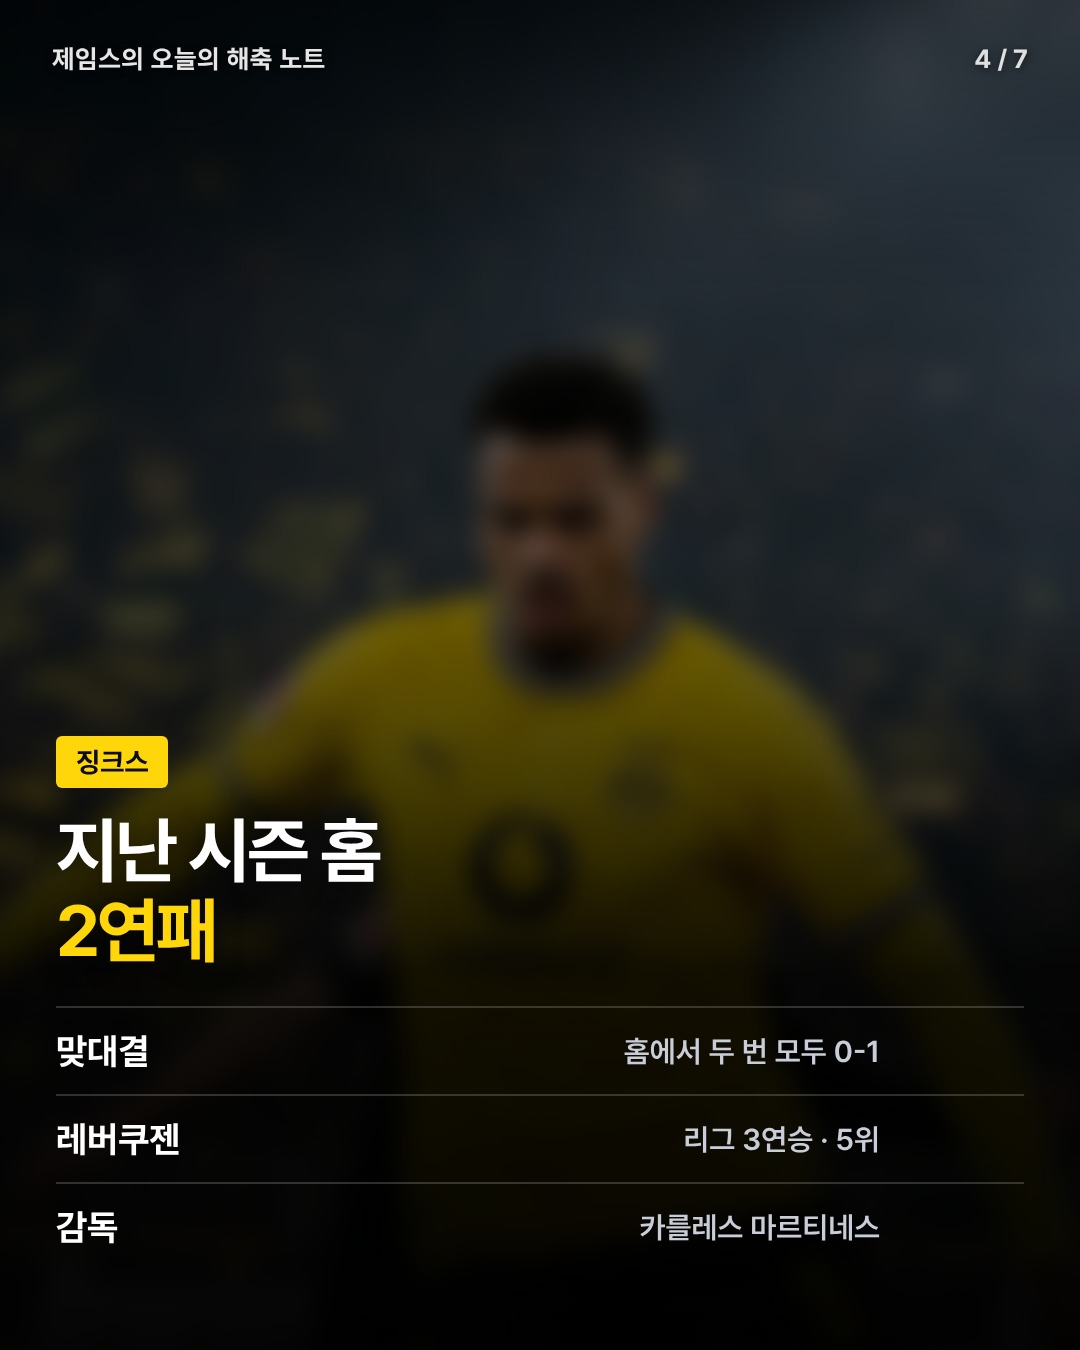 제임스의 오늘의 해축 노트
4 / 7
징크스
지난 시즌 홈
2연패
맞대결 홈에서 두 번 모두 0-1
레버쿠젠 리그 3연승 · 5위
감독 카를레스 마르티네스